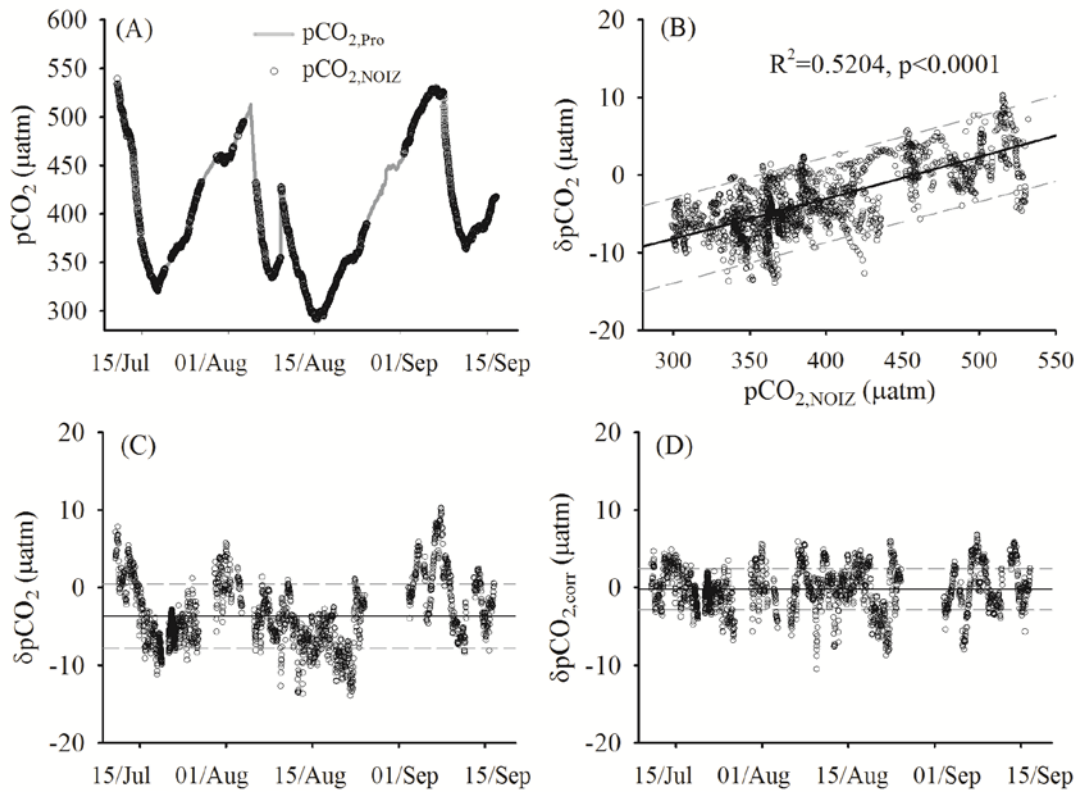 (A)
pCO2,Pro
pCO2,NOIZ
pCO2 (µatm)
600
550
500
450
400
350
300
15/Jul 01/Aug 15/Aug 01/Sep 15/Sep
(B)
R2=0.5204, p<0.0001
δpCO2 (µatm)
20
10
0
-10
-20
300 350 400 450 500 550
pCO2,NOIZ (µatm)
(C)
δpCO2 (µatm)
20
10
0
-10
-20
15/Jul 01/Aug 15/Aug 01/Sep 15/Sep
(D)
δpCO2,corr (µatm)
20
10
0
-10
-20
15/Jul 01/Aug 15/Aug 01/Sep 15/Sep